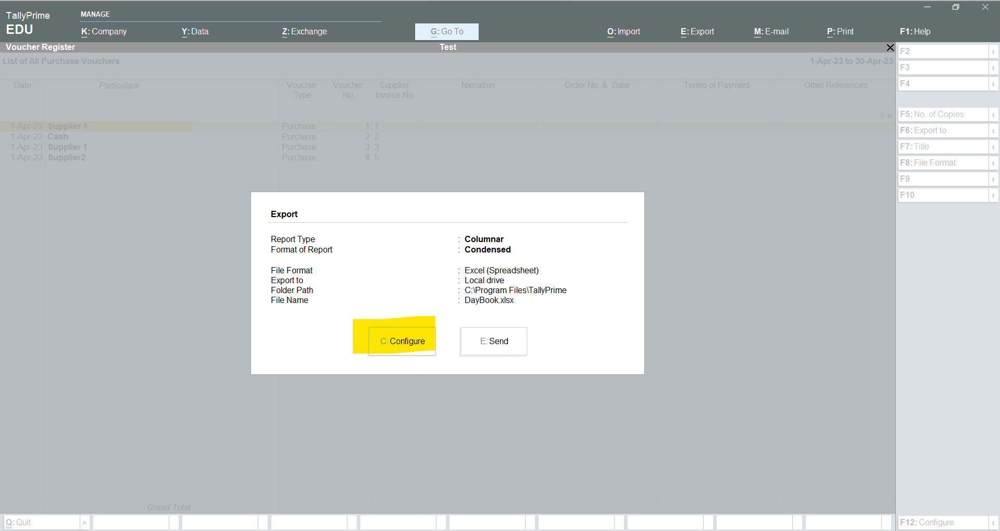 TallyPrime
EDU
MANAGE
K: Company
Y: Data
Z: Exchange
G: Go To
O: Import
E: Export
M: E-mail
P: Print
F1: Help
Voucher Register
Test
List of All Purchase Vouchers
1-Apr-23 to 30-Apr-23
Date Particulars Voucher Type Voucher No. Supplier Invoice No. Narration Order No. & Date Terms of Payment Other References
9 ►
1-Apr-23 Supplier 1 Purchase 1 1
1-Apr-23 Cash Purchase 2 2
1-Apr-23 Supplier 1 Purchase 3 3
1-Apr-23 Supplier2 Purchase 4 5
Export
Report Type : Columnar
Format of Report : Condensed
File Format : Excel (Spreadsheet)
Export to : Local drive
Folder Path : C:\Program Files\TallyPrime
File Name : DayBook.xlsx
C: Configure
E: Send
Grand Total
Q: Quit ^
F2 ‹
F3 ‹
F4 ‹
F5: No. of Copies ‹
F6: Export to ‹
F7: Title ‹
F8: File Format ‹
F9 ‹
F10 ‹
F12: Configure ‹